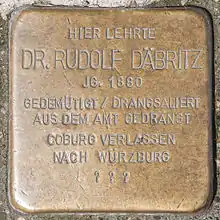 HIER LEHRTE
DR. RUDOLF DÄBRITZ
JG. 1880
GEDEMÜTIGT / DRANGSALIERT
AUS DEM AMT GEDRÄNGT
COBURG VERLASSEN
NACH WÜRZBURG
? ? ?